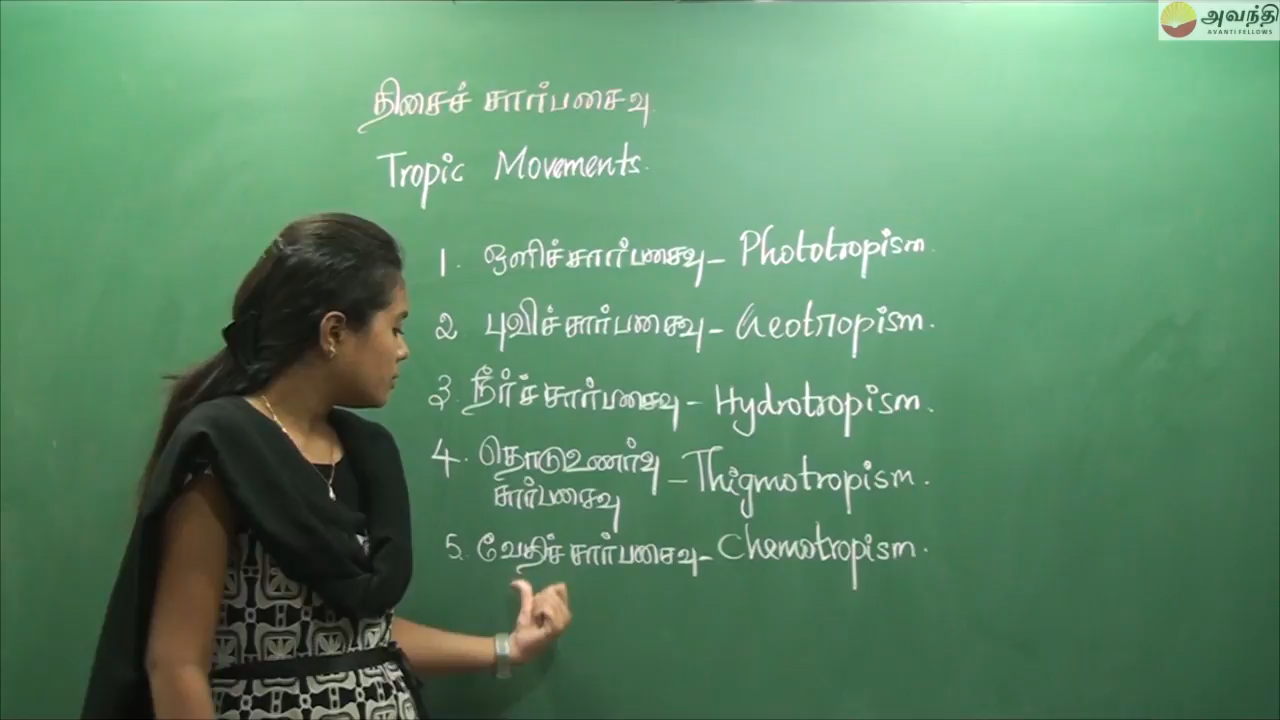 அவந்தி
AVANTI FELLOWS
திசைச் சார்பசைவு
Tropic Movements.
1. ஒளிச்சார்பசைவு - Phototropism.
2 புவிச்சார்பசைவு - Geotropism.
3 நீர்ச்சார்பசைவு - Hydrotropism.
4. தொடுஉணர்வு
சார்பசைவு - Thigmotropism.
5. வேதிச் சார்பசைவு - Chemotropism.